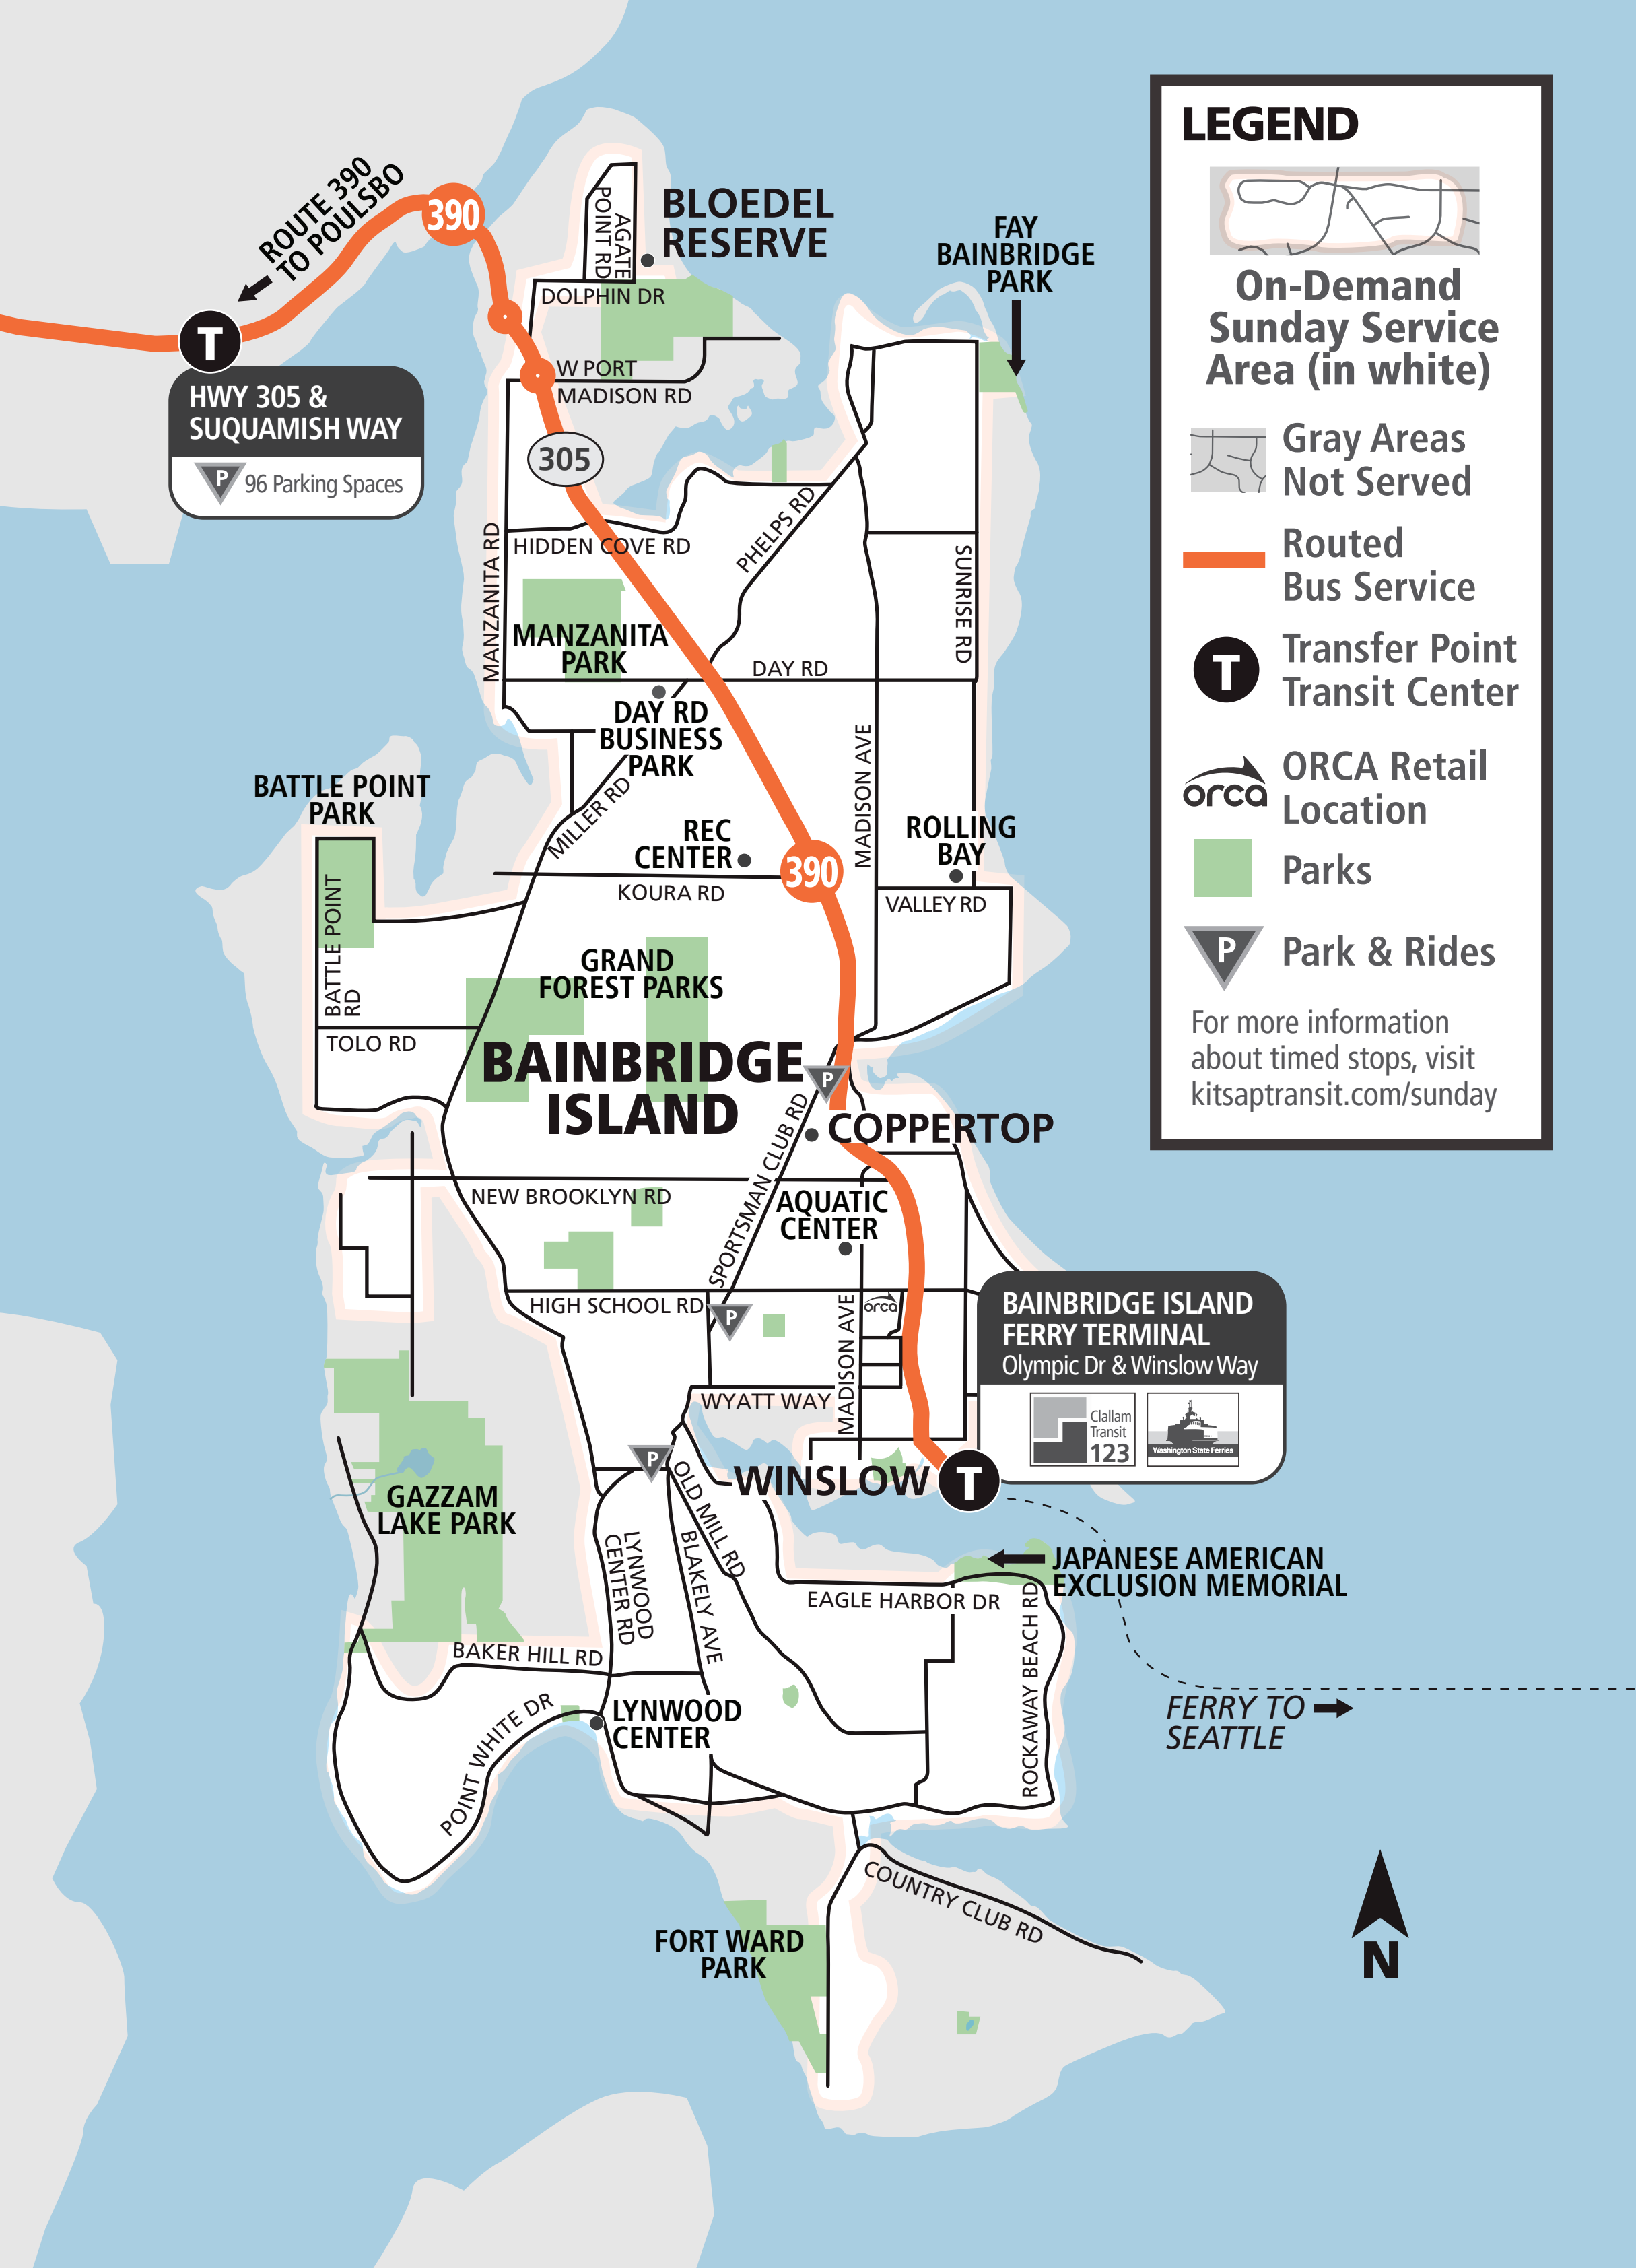 LEGEND
On-Demand
Sunday Service
Area (in white)
Gray Areas
Not Served
Routed
Bus Service
T
Transfer Point
Transit Center
orca
ORCA Retail
Location
Parks
P
Park & Rides
For more information
about timed stops, visit
kitsaptransit.com/sunday
ROUTE 390
TO POULSBO
390
T
HWY 305 &
SUQUAMISH WAY
P
96 Parking Spaces
AGATE
POINT RD
BLOEDEL
RESERVE
FAY
BAINBRIDGE
PARK
DOLPHIN DR
W PORT
MADISON RD
305
MANZANITA RD
HIDDEN COVE RD
PHELPS RD
SUNRISE RD
MANZANITA
PARK
DAY RD
DAY RD
BUSINESS
PARK
MILLER RD
MADISON AVE
BATTLE POINT
PARK
REC
CENTER
390
ROLLING
BAY
KOURA RD
VALLEY RD
BATTLE POINT
RD
GRAND
FOREST PARKS
TOLO RD
BAINBRIDGE
ISLAND
P
SPORTSMAN CLUB RD
COPPERTOP
NEW BROOKLYN RD
AQUATIC
CENTER
HIGH SCHOOL RD
P
MADISON AVE
orca
BAINBRIDGE ISLAND
FERRY TERMINAL
Olympic Dr & Winslow Way
Clallam
Transit
123
Washington State Ferries
WYATT WAY
P
WINSLOW
T
GAZZAM
LAKE PARK
OLD MILL RD
LYNWOOD
CENTER RD
BLAKELY AVE
JAPANESE AMERICAN
EXCLUSION MEMORIAL
EAGLE HARBOR DR
ROCKAWAY BEACH RD
BAKER HILL RD
POINT WHITE DR
LYNWOOD
CENTER
FERRY TO
SEATTLE
COUNTRY CLUB RD
FORT WARD
PARK
N